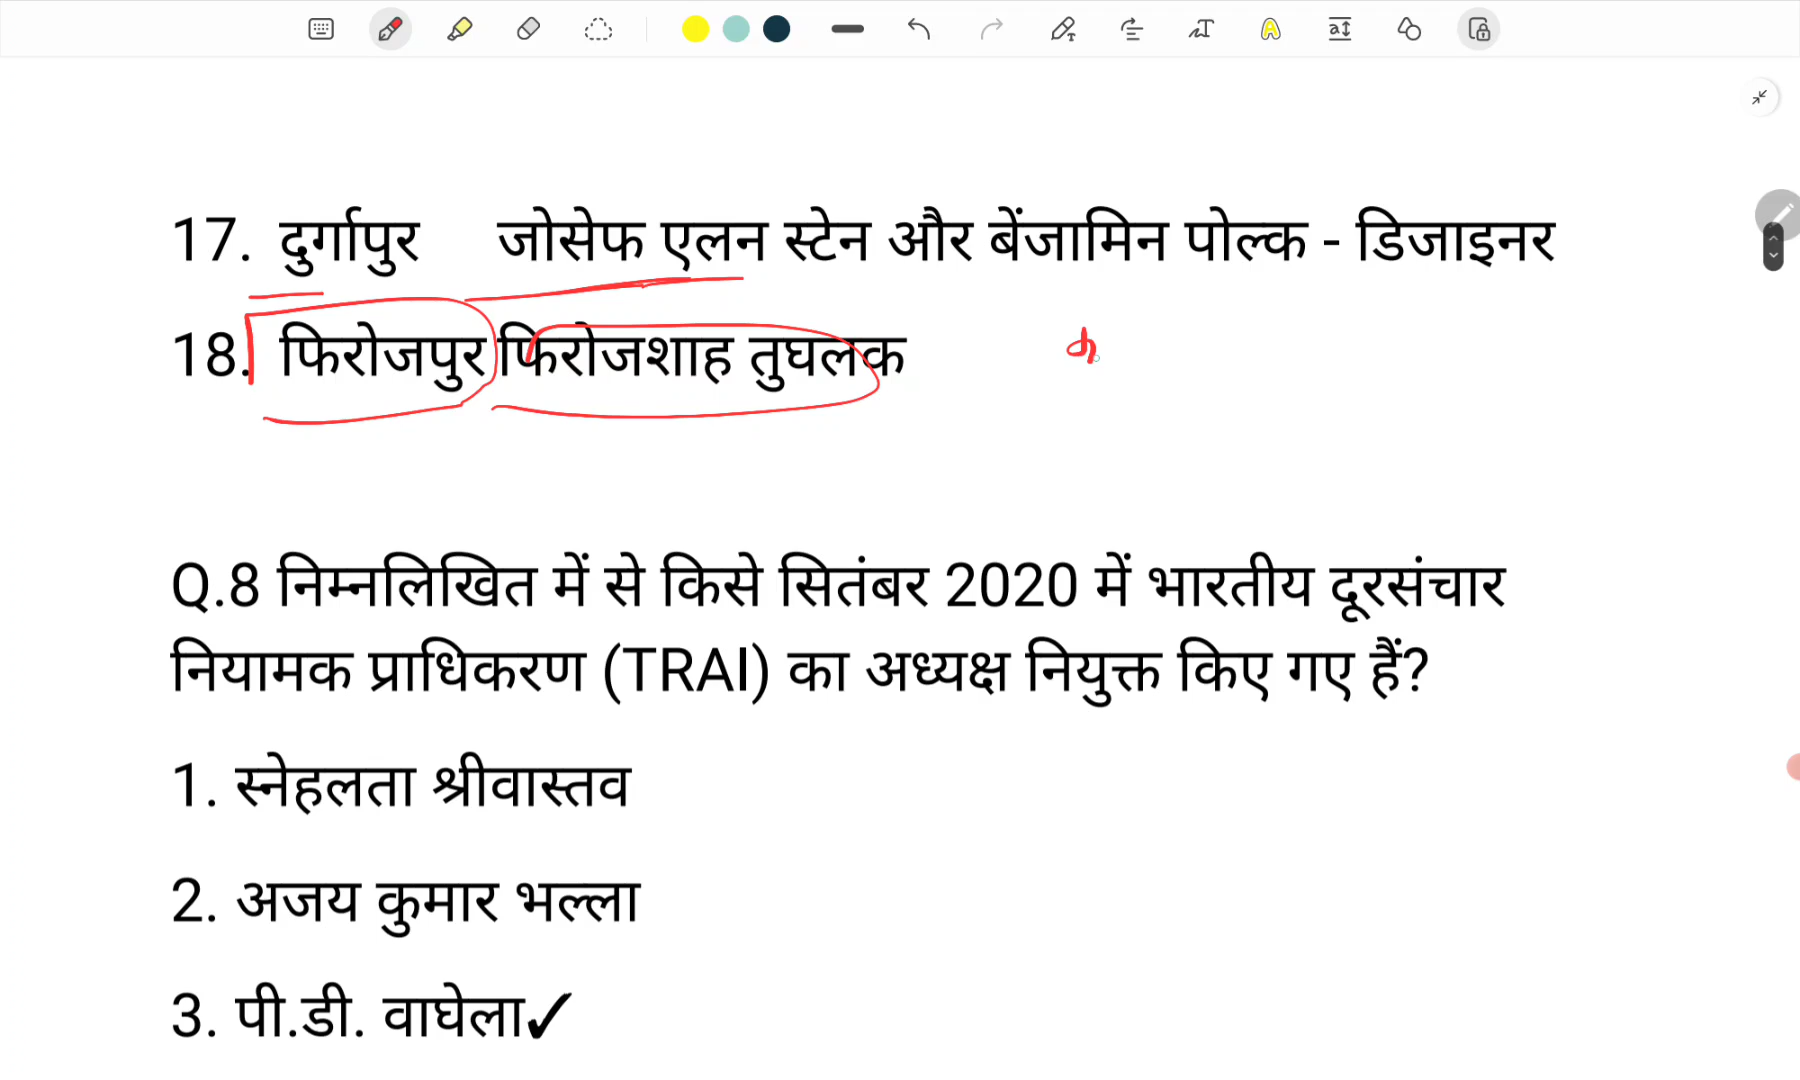 17. दुर्गापुर जोसेफ एलन स्टेन और बेंजामिन पोल्क - डिजाइनर
18. फिरोजपुर फिरोजशाह तुघलक
Q.8 निम्नलिखित में से किसे सितंबर 2020 में भारतीय दूरसंचार
नियामक प्राधिकरण (TRAI) का अध्यक्ष नियुक्त किए गए हैं?
1. स्नेहलता श्रीवास्तव
2. अजय कुमार भल्ला
3. पी.डी. वाघेला✓